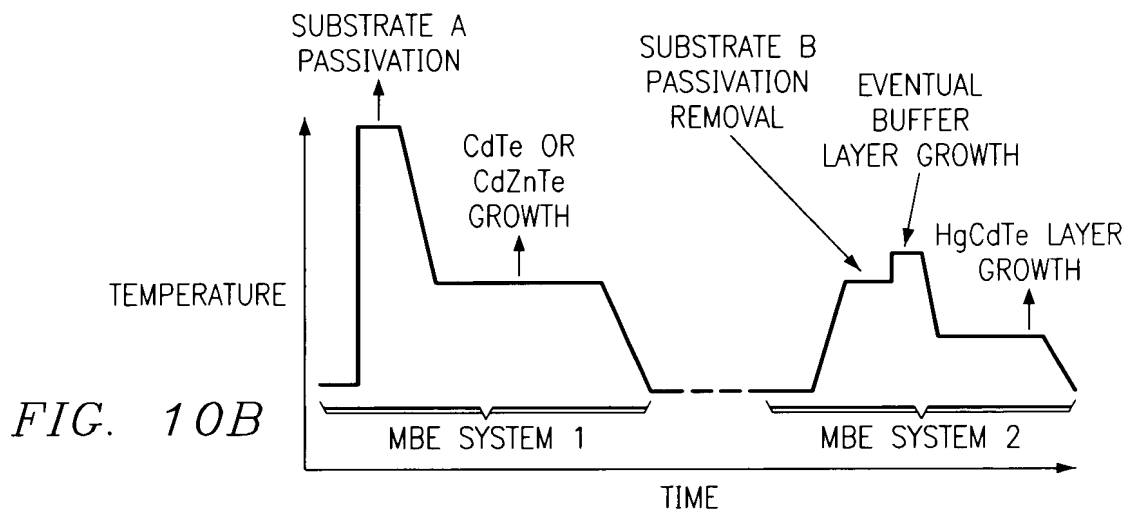 SUBSTRATE A
PASSIVATION
SUBSTRATE B
PASSIVATION
REMOVAL
EVENTUAL
BUFFER
LAYER GROWTH
CdTe OR
CdZnTe
GROWTH
HgCdTe LAYER
GROWTH
TEMPERATURE
FIG. 10B
MBE SYSTEM 1
MBE SYSTEM 2
TIME